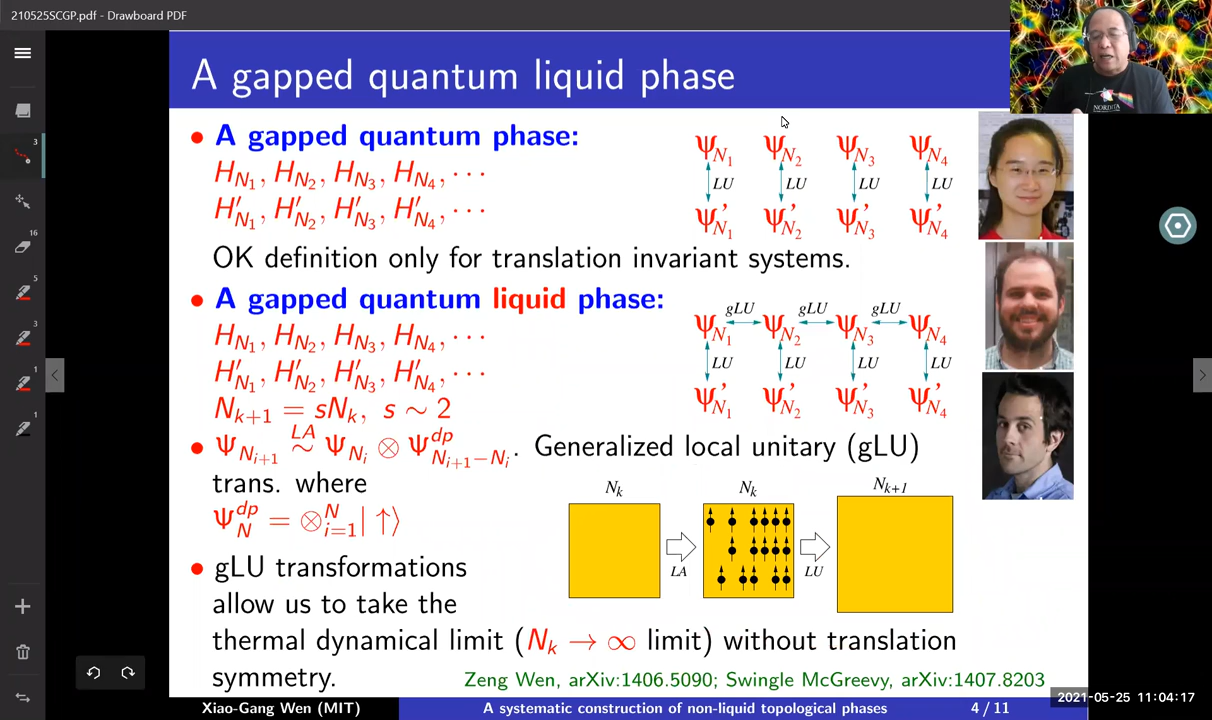 210525SCGP.pdf - Drawboard PDF
A gapped quantum liquid phase
NORDITA
• A gapped quantum phase:
H_{N_1}, H_{N_2}, H_{N_3}, H_{N_4}, ···
H'_{N_1}, H'_{N_2}, H'_{N_3}, H'_{N_4}, ···
Ψ_{N_1} Ψ_{N_2} Ψ_{N_3} Ψ_{N_4}
LU LU LU LU
Ψ'_{N_1} Ψ'_{N_2} Ψ'_{N_3} Ψ'_{N_4}
OK definition only for translation invariant systems.
• A gapped quantum liquid phase:
H_{N_1}, H_{N_2}, H_{N_3}, H_{N_4}, ···
H'_{N_1}, H'_{N_2}, H'_{N_3}, H'_{N_4}, ···
N_{k+1} = sN_k, s ∼ 2
gLU gLU gLU
Ψ_{N_1} Ψ_{N_2} Ψ_{N_3} Ψ_{N_4}
LU LU LU LU
Ψ'_{N_1} Ψ'_{N_2} Ψ'_{N_3} Ψ'_{N_4}
• Ψ_{N_{i+1}} \overset{LA}{∼} Ψ_{N_i} ⊗ Ψ^{dp}_{N_{i+1}−N_i}. Generalized local unitary (gLU)
trans. where
Ψ^{dp}_N = ⊗^N_{i=1}|↑⟩
N_k N_k N_{k+1}
LA LU
• gLU transformations
allow us to take the
thermal dynamical limit (N_k → ∞ limit) without translation
symmetry.
Zeng Wen, arXiv:1406.5090; Swingle McGreevy, arXiv:1407.8203
Xiao-Gang Wen (MIT) A systematic construction of non-liquid topological phases 4 / 11
2021-05-25 11:04:17
3
16
5
3
1
1